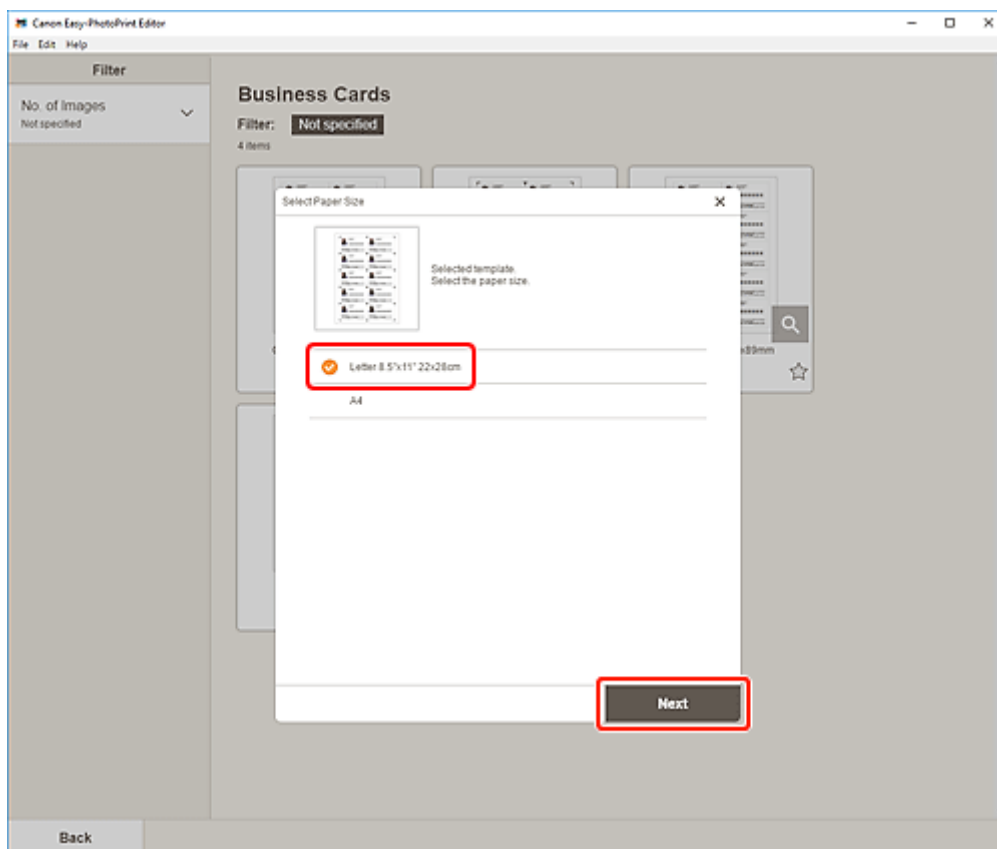 Canon Easy-PhotoPrint Editor
File Edit Help
Filter
No. of Images
Not specified
Business Cards
Filter: Not specified
4 items
Select Paper Size
Selected template.
Select the paper size.
Letter 8.5"x11" 22x28cm
A4
x89mm
Next
Back